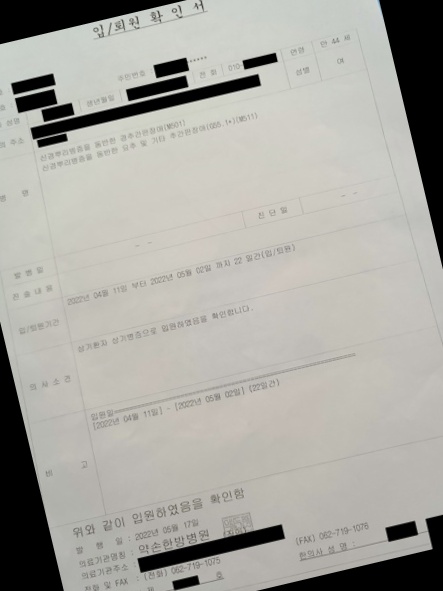 입/퇴원 확인서
주민번호 ******
성명 생년월일 전화 010- 연령 만 44 세
주소 성별 여
신경뿌리병증을 동반한 경추간판장애(M501)
신경뿌리병증을 동반한 요추 및 기타 추간판장애(G55.1*)(M511)
병 명
발 병 일 - - 진 단 일 - -
진 료 내 용
입/퇴원기간 2022년 04월 11일 부터 2022년 05월 02일 까지 22 일간(입/퇴원)
의 사 소 견 상기환자 상기병증으로 입원하였음을 확인합니다.
입원일
비 고 [2022년 04월 11일] - [2022년 05월 02일] [22일간]
위와 같이 입원하였음을 확인함
발 행 일 : 2022년 05월 17일
의료기관명칭 : 약손한방병원 (직인)
의료기관주소 :
전화 및 FAX : (전화) 062-719-1075 (FAX) 062-719-1076
제 호 한의사 성 명 :